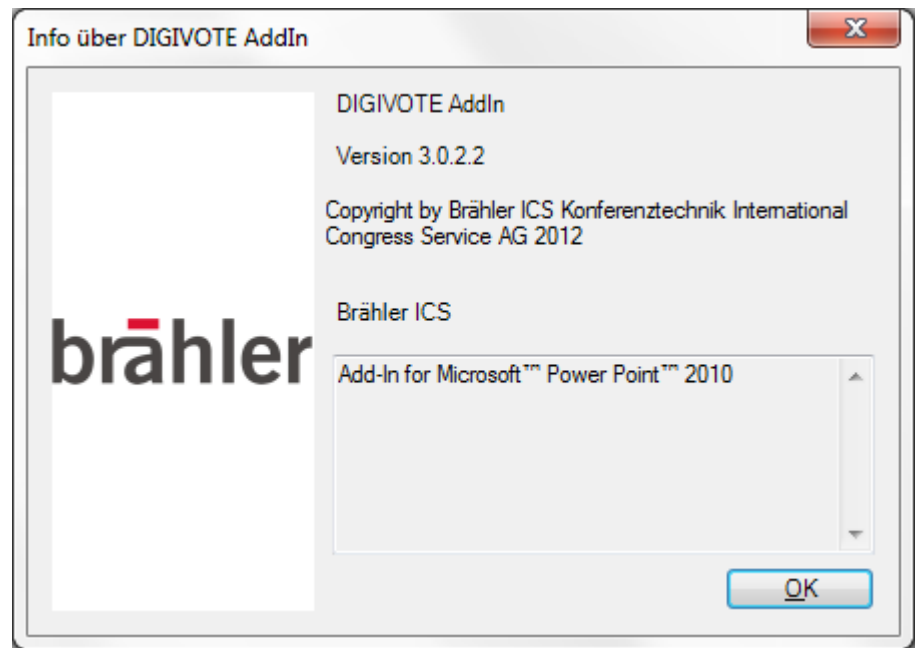 Info über DIGIVOTE AddIn
DIGIVOTE AddIn
Version 3.0.2.2
Copyright by Brähler ICS Konferenztechnik International
Congress Service AG 2012
Brähler ICS
brähler
Add-In for Microsoft™ Power Point™ 2010
OK